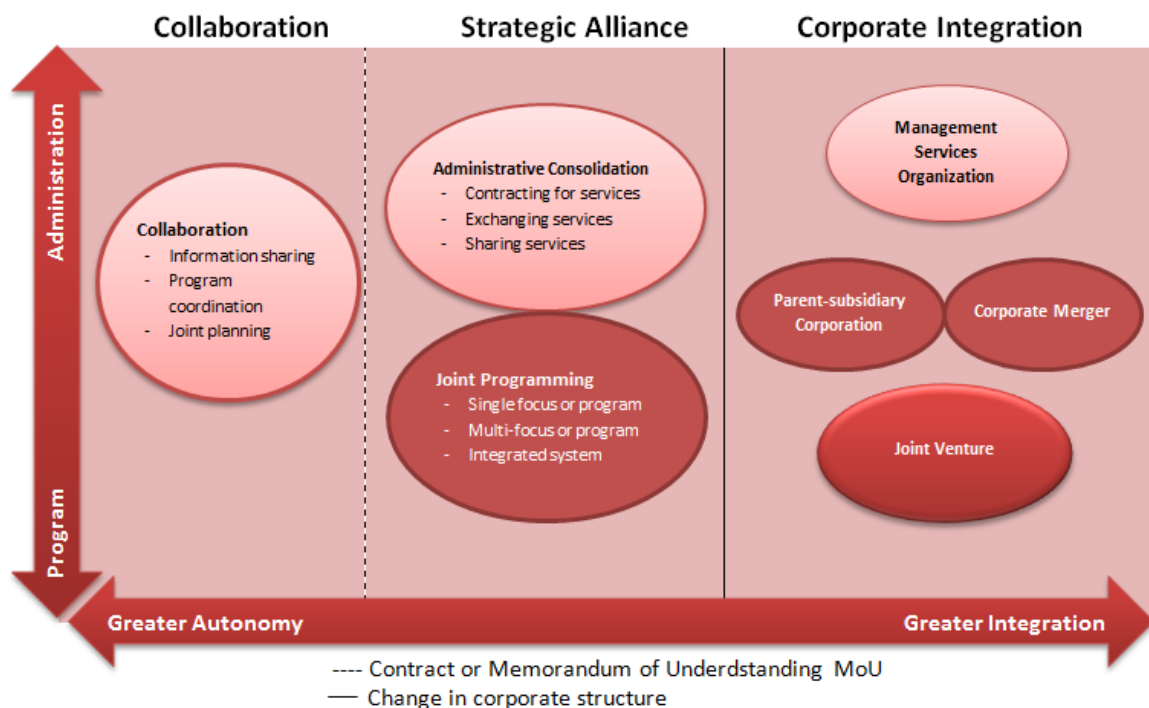 Collaboration
Strategic Alliance
Corporate Integration
Administration
Program
Collaboration
- Information sharing
- Program
coordination
- Joint planning
Administrative Consolidation
- Contracting for services
- Exchanging services
- Sharing services
Joint Programming
- Single focus or program
- Multi-focus or program
- Integrated system
Management
Services
Organization
Parent-subsidiary
Corporation
Corporate Merger
Joint Venture
Greater Autonomy
Greater Integration
---- Contract or Memorandum of Underdstanding MoU
— Change in corporate structure